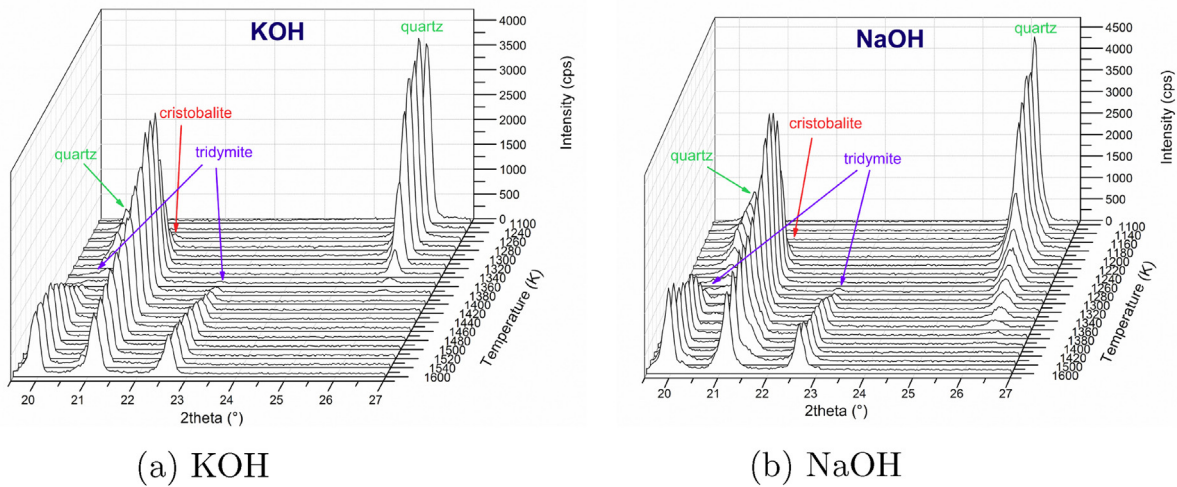 KOH
quartz
cristobalite
quartz
tridymite
4000
3500
3000
2500
2000
1500
1000
500
0
Intensity (cps)
1100
1240
1260
1280
1300
1320
1340
1360
1380
1400
1420
1440
1460
1480
1500
1520
1540
1600
Temperature (K)
20 21 22 23 24 25 26 27
2theta (°)
(a) KOH
NaOH
quartz
cristobalite
quartz
tridymite
4500
4000
3500
3000
2500
2000
1500
1000
500
0
Intensity (cps)
1100
1140
1160
1180
1200
1220
1240
1260
1280
1300
1320
1340
1360
1380
1400
1420
1500
1600
Temperature (K)
20 21 22 23 24 25 26 27
2theta (°)
(b) NaOH